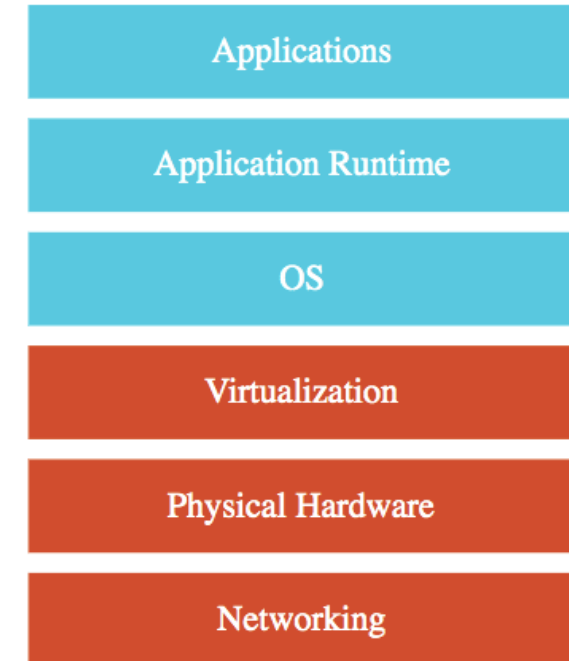 Applications
Application Runtime
OS
Virtualization
Physical Hardware
Networking